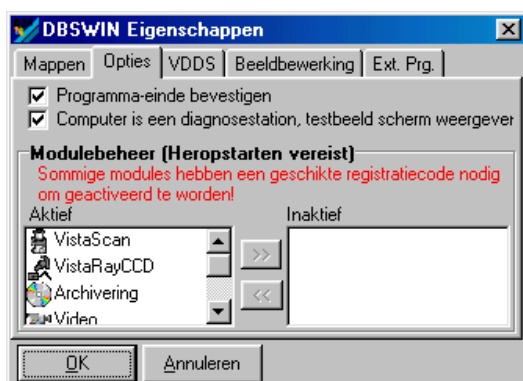 DBSWIN Eigenschappen
Mappen Opties VDDS Beeldbewerking Ext. Prg.
Programma-einde bevestigen
Computer is een diagnosestation, testbeeld scherm weergever
Modulebeheer (Heropstarten vereist)
Sommige modules hebben een geschikte registratiecode nodig
om geactiveerd te worden!
Aktief Inaktief
VistaScan
VistaRayCCD
>>
Archivering
<<
Video
OK Annuleren